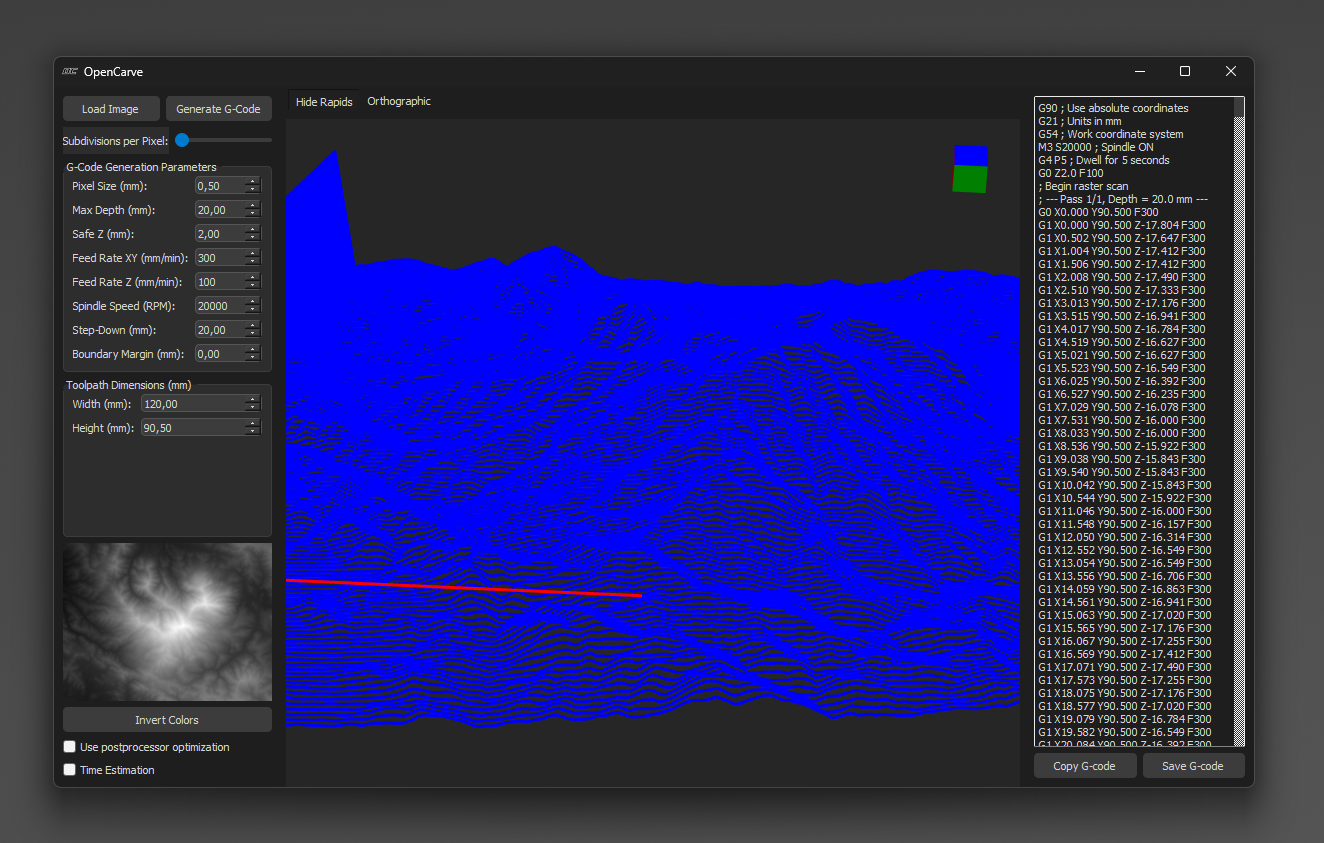 OpenCarve
Load Image
Generate G-Code
Subdivisions per Pixel:
G-Code Generation Parameters
Pixel Size (mm): 0,50
Max Depth (mm): 20,00
Safe Z (mm): 2,00
Feed Rate XY (mm/min): 300
Feed Rate Z (mm/min): 100
Spindle Speed (RPM): 20000
Step-Down (mm): 20,00
Boundary Margin (mm): 0,00
Toolpath Dimensions (mm)
Width (mm): 120,00
Height (mm): 90,50
Invert Colors
Use postprocessor optimization
Time Estimation
Hide Rapids
Orthographic
G90 ; Use absolute coordinates
G21 ; Units in mm
G54 ; Work coordinate system
M3 S20000 ; Spindle ON
G4 P5 ; Dwell for 5 seconds
G0 Z2.0 F100
; Begin raster scan
; --- Pass 1/1, Depth = 20.0 mm ---
G0 X0.000 Y90.500 F300
G1 X0.000 Y90.500 Z-17.804 F300
G1 X0.502 Y90.500 Z-17.647 F300
G1 X1.004 Y90.500 Z-17.412 F300
G1 X1.506 Y90.500 Z-17.412 F300
G1 X2.008 Y90.500 Z-17.490 F300
G1 X2.510 Y90.500 Z-17.333 F300
G1 X3.013 Y90.500 Z-17.176 F300
G1 X3.515 Y90.500 Z-16.941 F300
G1 X4.017 Y90.500 Z-16.784 F300
G1 X4.519 Y90.500 Z-16.627 F300
G1 X5.021 Y90.500 Z-16.627 F300
G1 X5.523 Y90.500 Z-16.549 F300
G1 X6.025 Y90.500 Z-16.392 F300
G1 X6.527 Y90.500 Z-16.235 F300
G1 X7.029 Y90.500 Z-16.078 F300
G1 X7.531 Y90.500 Z-16.000 F300
G1 X8.033 Y90.500 Z-16.000 F300
G1 X8.536 Y90.500 Z-15.922 F300
G1 X9.038 Y90.500 Z-15.843 F300
G1 X9.540 Y90.500 Z-15.843 F300
G1 X10.042 Y90.500 Z-15.843 F300
G1 X10.544 Y90.500 Z-15.922 F300
G1 X11.046 Y90.500 Z-16.000 F300
G1 X11.548 Y90.500 Z-16.157 F300
G1 X12.050 Y90.500 Z-16.314 F300
G1 X12.552 Y90.500 Z-16.549 F300
G1 X13.054 Y90.500 Z-16.549 F300
G1 X13.556 Y90.500 Z-16.706 F300
G1 X14.059 Y90.500 Z-16.863 F300
G1 X14.561 Y90.500 Z-16.941 F300
G1 X15.063 Y90.500 Z-17.020 F300
G1 X15.565 Y90.500 Z-17.176 F300
G1 X16.067 Y90.500 Z-17.255 F300
G1 X16.569 Y90.500 Z-17.412 F300
G1 X17.071 Y90.500 Z-17.490 F300
G1 X17.573 Y90.500 Z-17.255 F300
G1 X18.075 Y90.500 Z-17.176 F300
G1 X18.577 Y90.500 Z-17.020 F300
G1 X19.079 Y90.500 Z-16.784 F300
G1 X19.582 Y90.500 Z-16.549 F300
G1 X20.084 Y90.500 Z-16.392 F300
Copy G-code
Save G-code